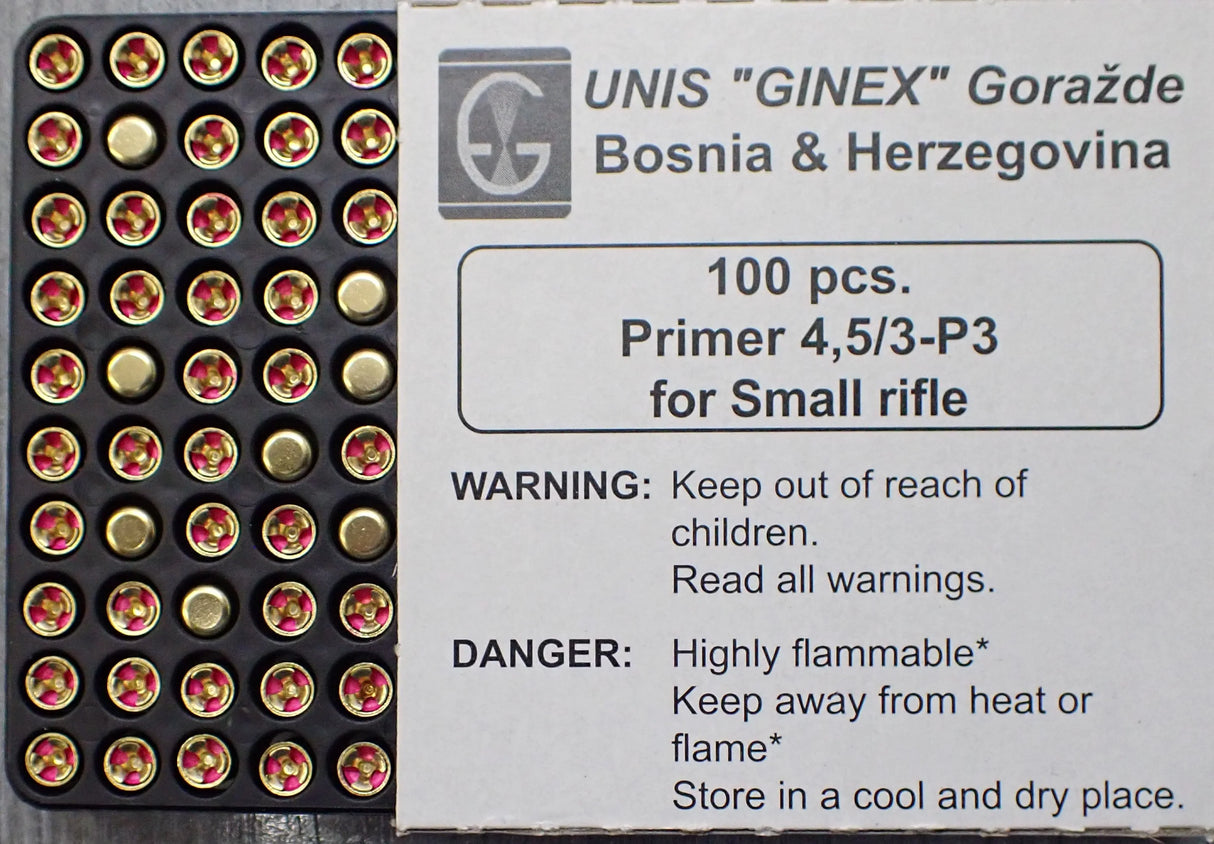 UNIS "GINEX" Goražde
Bosnia & Herzegovina
100 pcs.
Primer 4,5/3-P3
for Small rifle
WARNING: Keep out of reach of
children.
Read all warnings.
DANGER: Highly flammable*
Keep away from heat or
flame*
Store in a cool and dry place.